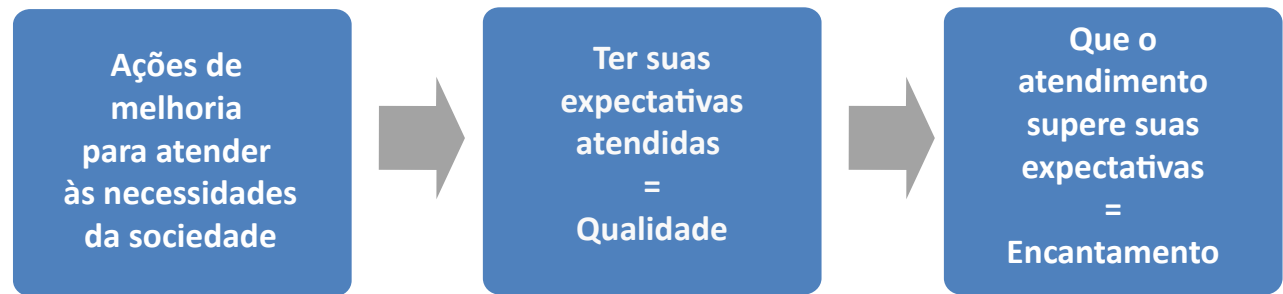 Ações de
melhoria
para atender
às necessidades
da sociedade
Ter suas
expectativas
atendidas
=
Qualidade
Que o
atendimento
supere suas
expectativas
=
Encantamento